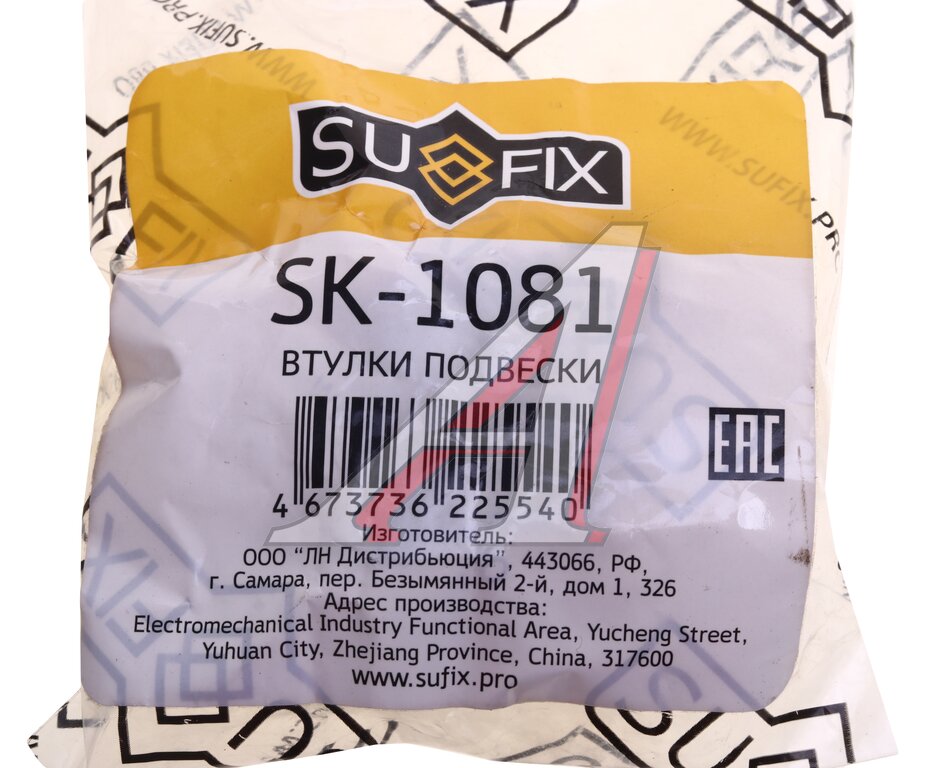 SUFIX
SK-1081
ВТУЛКИ ПОДВЕСКИ
EAC
4 673736 225540
Изготовитель:
ООО "ЛН Дистрибьюция", 443066, РФ,
г. Самара, пер. Безымянный 2-й, дом 1, 326
Адрес производства:
Electromechanical Industry Functional Area, Yucheng Street,
Yuhuan City, Zhejiang Province, China, 317600
www.sufix.pro